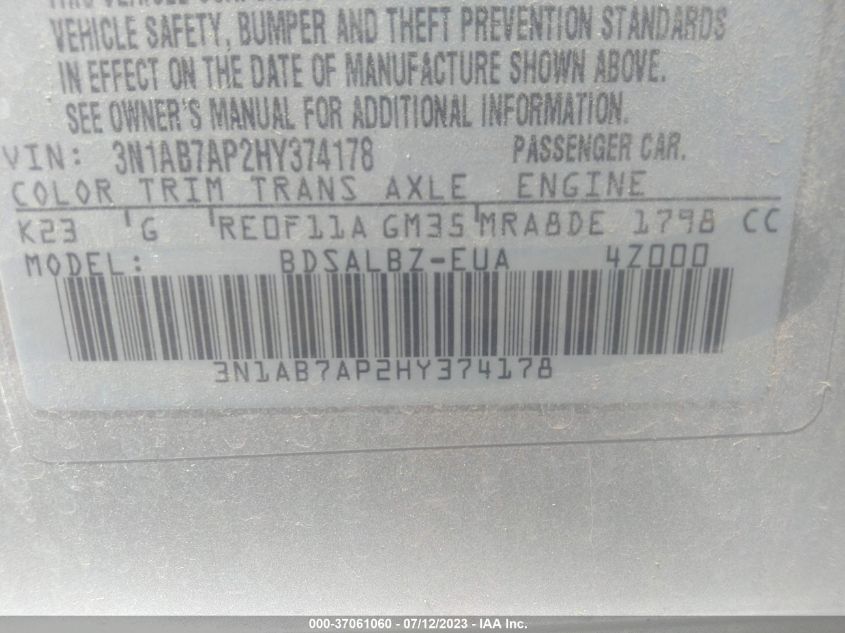 VEHICLE SAFETY, BUMPER AND THEFT PREVENTION STANDARDS
IN EFFECT ON THE DATE OF MANUFACTURE SHOWN ABOVE.
SEE OWNER'S MANUAL FOR ADDITIONAL INFORMATION.
VIN: 3N1AB7AP2HY374178 PASSENGER CAR.
COLOR TRIM TRANS AXLE ENGINE
K23 G RE0F11A GM35 MRA8DE 1798 CC
MODEL: BDSALBZ-EUA 4Z000
3N1AB7AP2HY374178
000-37061060 - 07/12/2023 - IAA Inc.